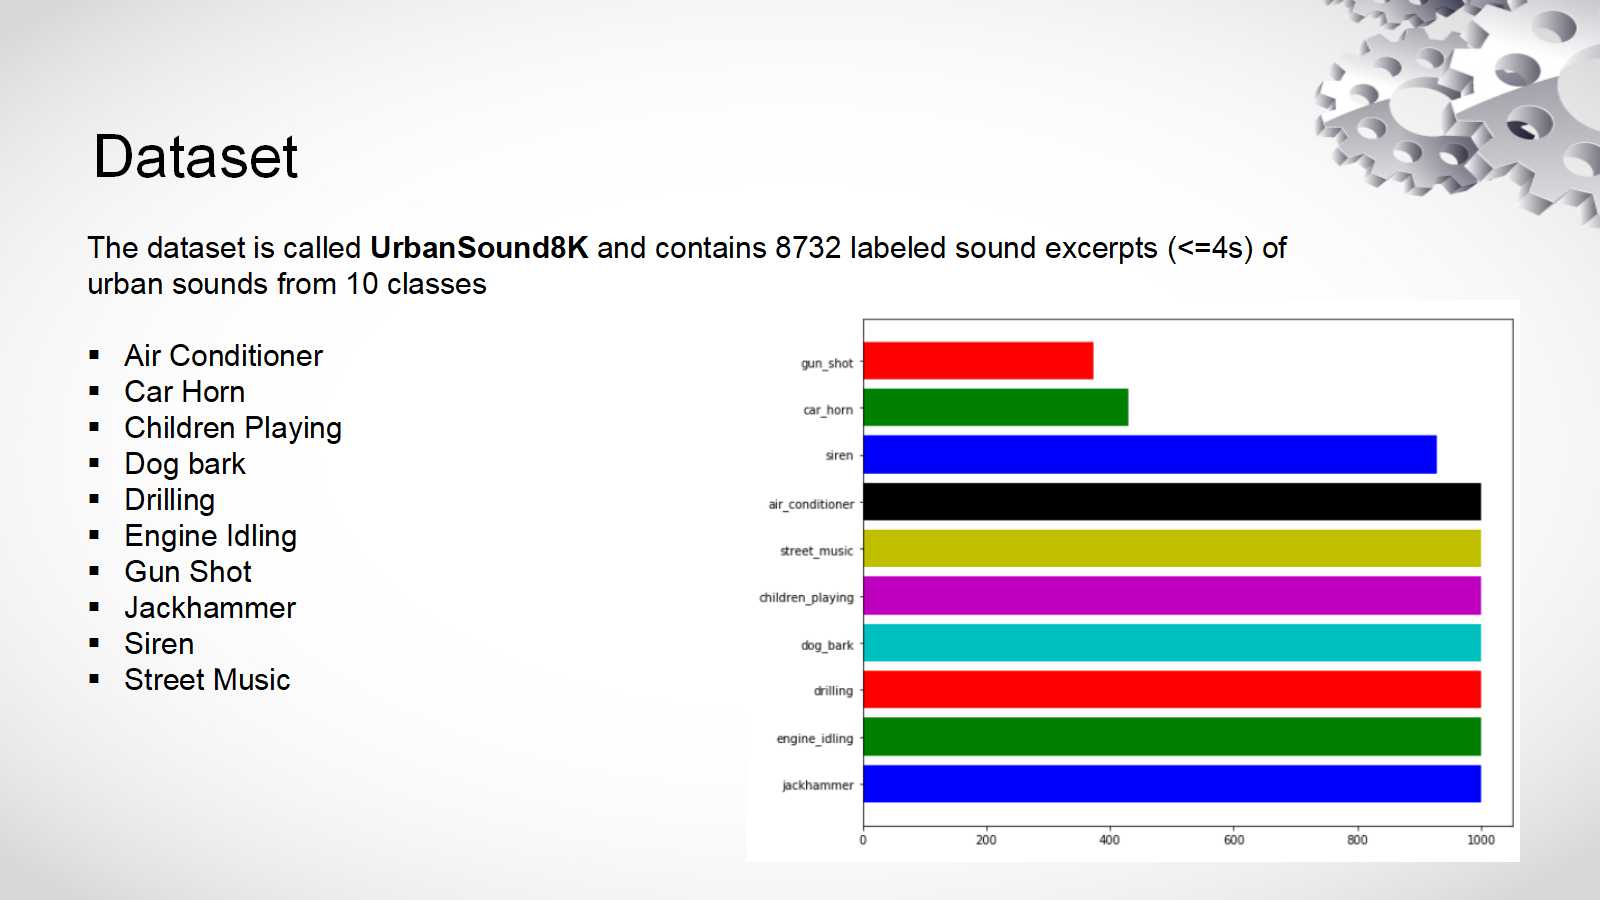 Dataset
The dataset is called UrbanSound8K and contains 8732 labeled sound excerpts (<=4s) of
urban sounds from 10 classes
▪ Air Conditioner
▪ Car Horn
▪ Children Playing
▪ Dog bark
▪ Drilling
▪ Engine Idling
▪ Gun Shot
▪ Jackhammer
▪ Siren
▪ Street Music
gun_shot
car_horn
siren
air_conditioner
street_music
children_playing
dog_bark
drilling
engine_idling
jackhammer
0 200 400 600 800 1000